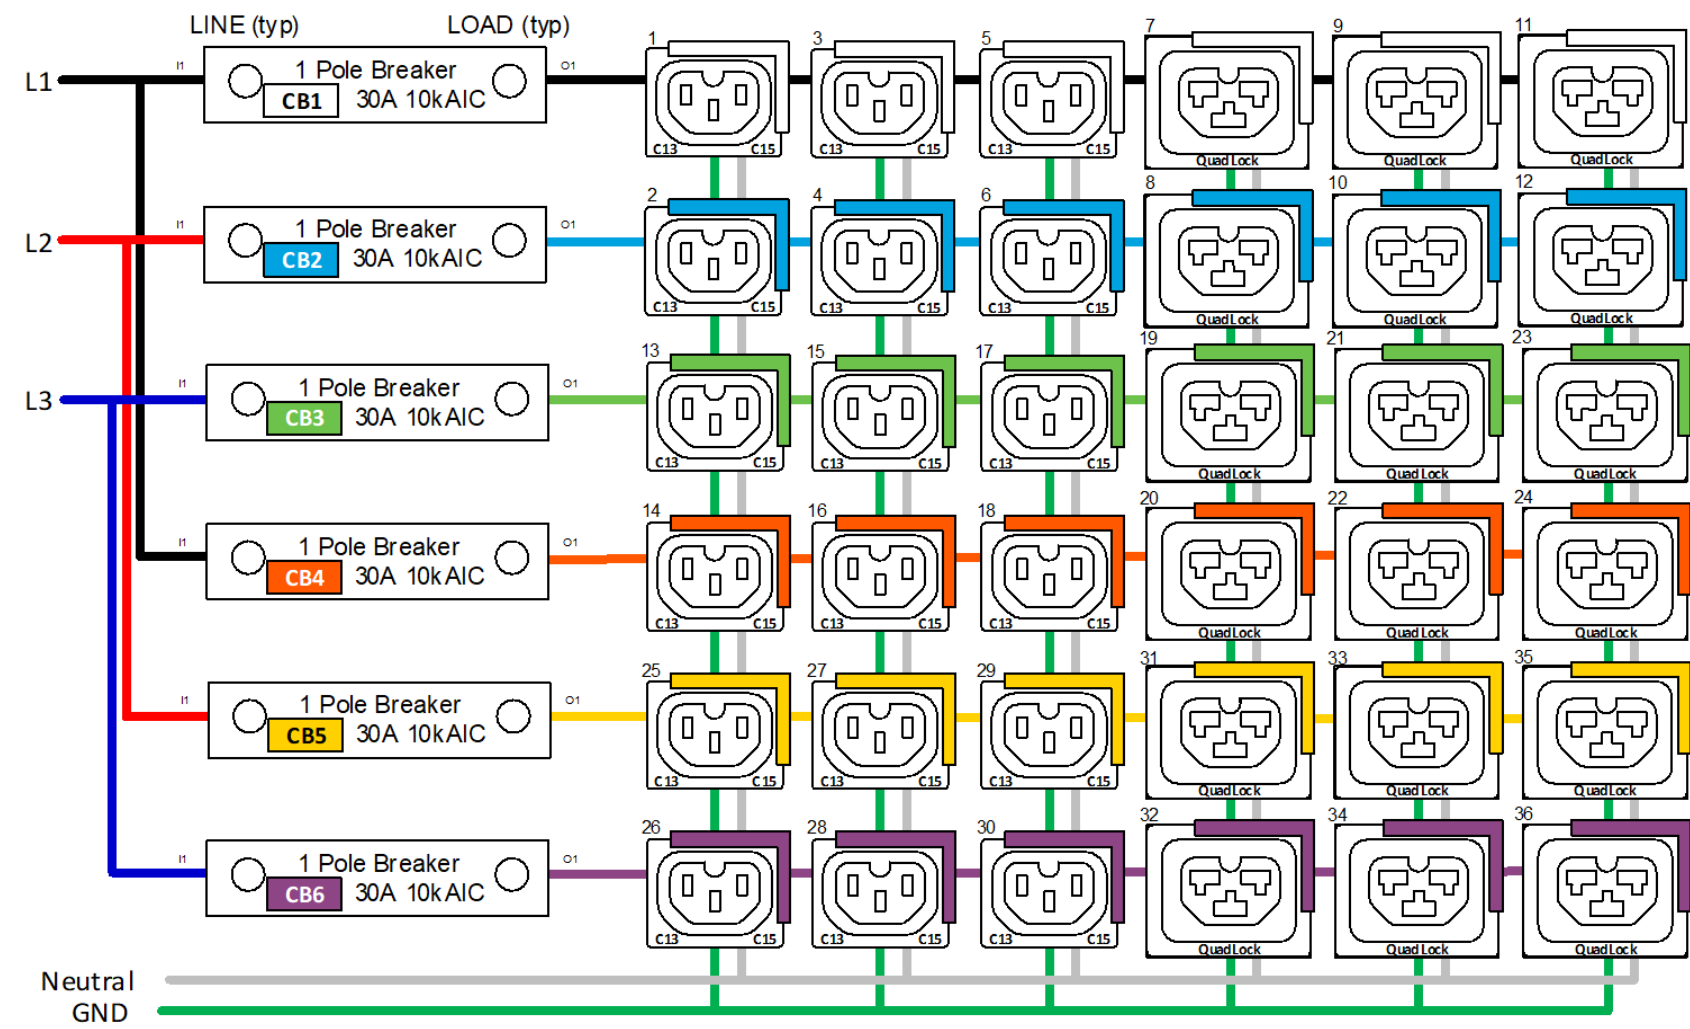 LINE (typ) LOAD (typ)
1 3 5 7 9 11
L1 I1 1 Pole Breaker O1
CB1 30A 10kAIC
C13 C15 C13 C15 C13 C15 QuadLock QuadLock QuadLock
2 4 6 8 10 12
L2 I1 1 Pole Breaker O1
CB2 30A 10kAIC
C13 C15 C13 C15 C13 C15 QuadLock QuadLock QuadLock
13 15 17 19 21 23
L3 I1 1 Pole Breaker O1
CB3 30A 10kAIC
C13 C15 C13 C15 C13 C15 QuadLock QuadLock QuadLock
14 16 18 20 22 24
I1 1 Pole Breaker O1
CB4 30A 10kAIC
C13 C15 C13 C15 C13 C15 QuadLock QuadLock QuadLock
25 27 29 31 33 35
I1 1 Pole Breaker O1
CB5 30A 10kAIC
C13 C15 C13 C15 C13 C15 QuadLock QuadLock QuadLock
26 28 30 32 34 36
I1 1 Pole Breaker O1
CB6 30A 10kAIC
C13 C15 C13 C15 C13 C15 QuadLock QuadLock QuadLock
Neutral
GND